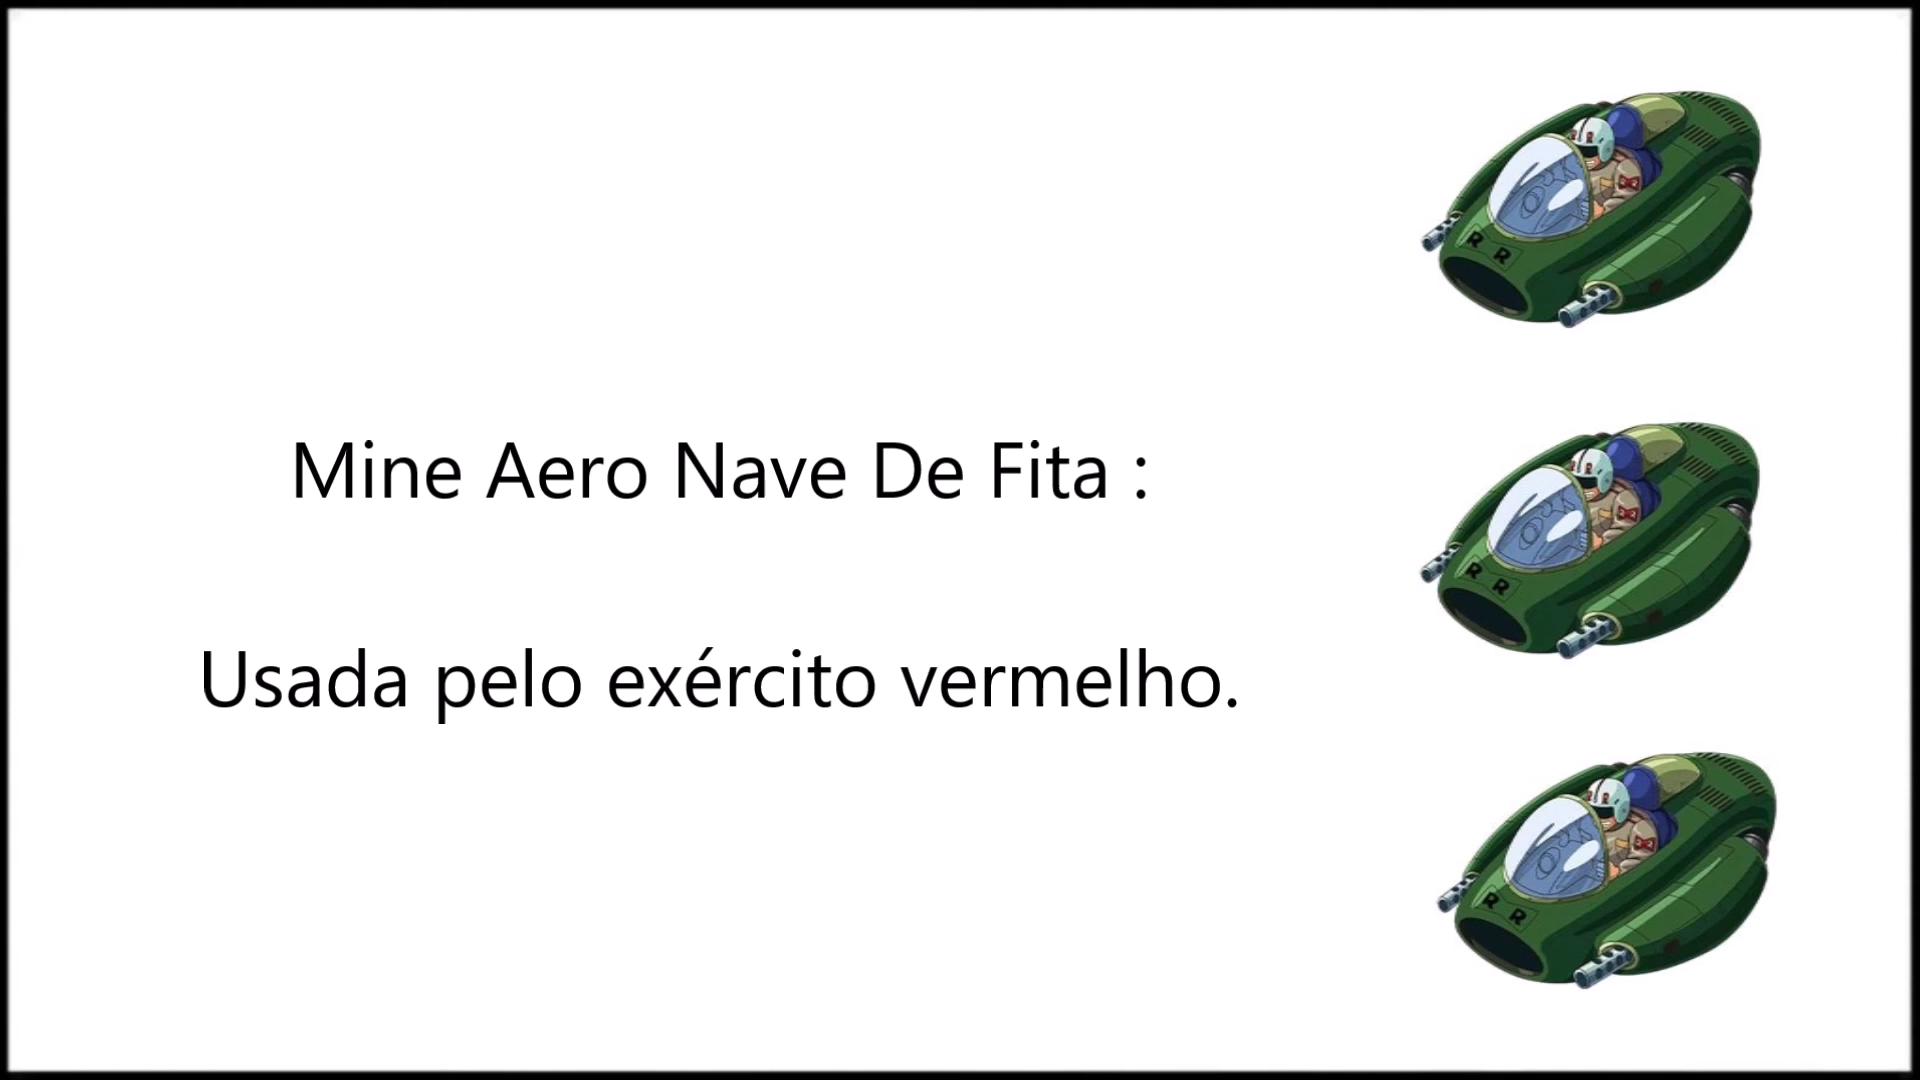 Mine Aero Nave De Fita :
Usada pelo exército vermelho.
R R
R R
R R